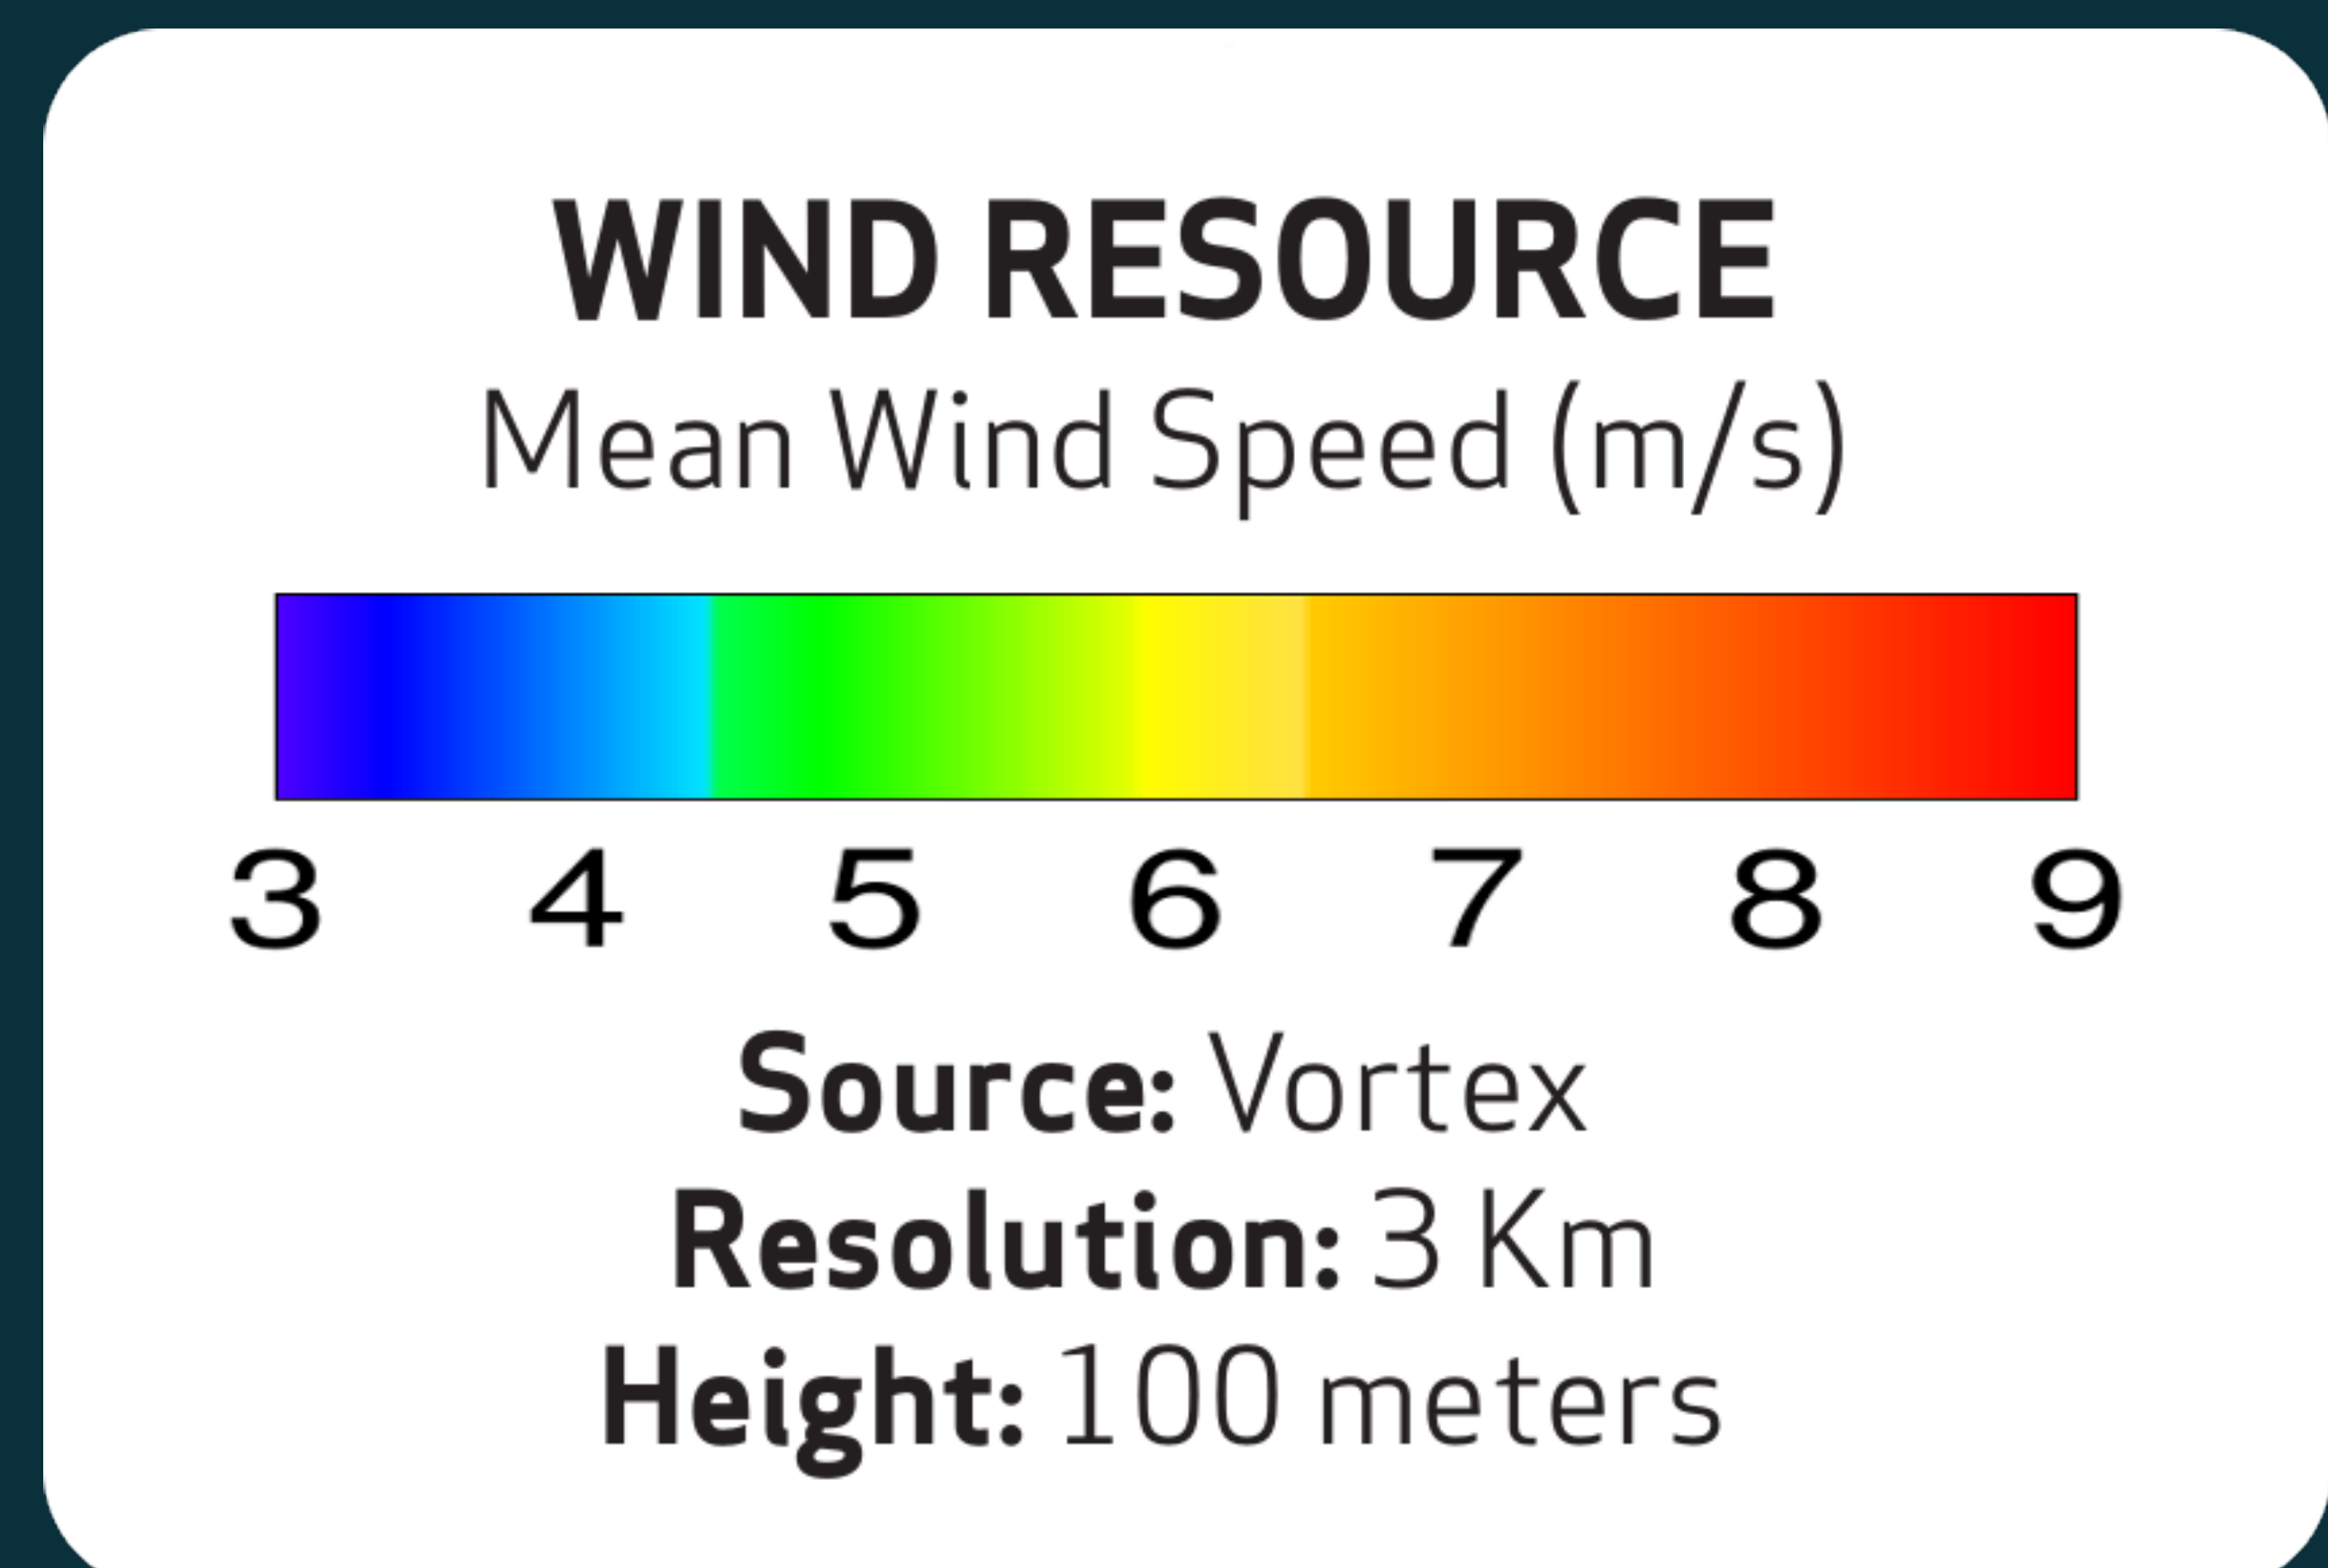 WIND RESOURCE
Mean Wind Speed (m/s)
3 4 5 6 7 8 9
Source: Vortex
Resolution: 3 Km
Height: 100 meters